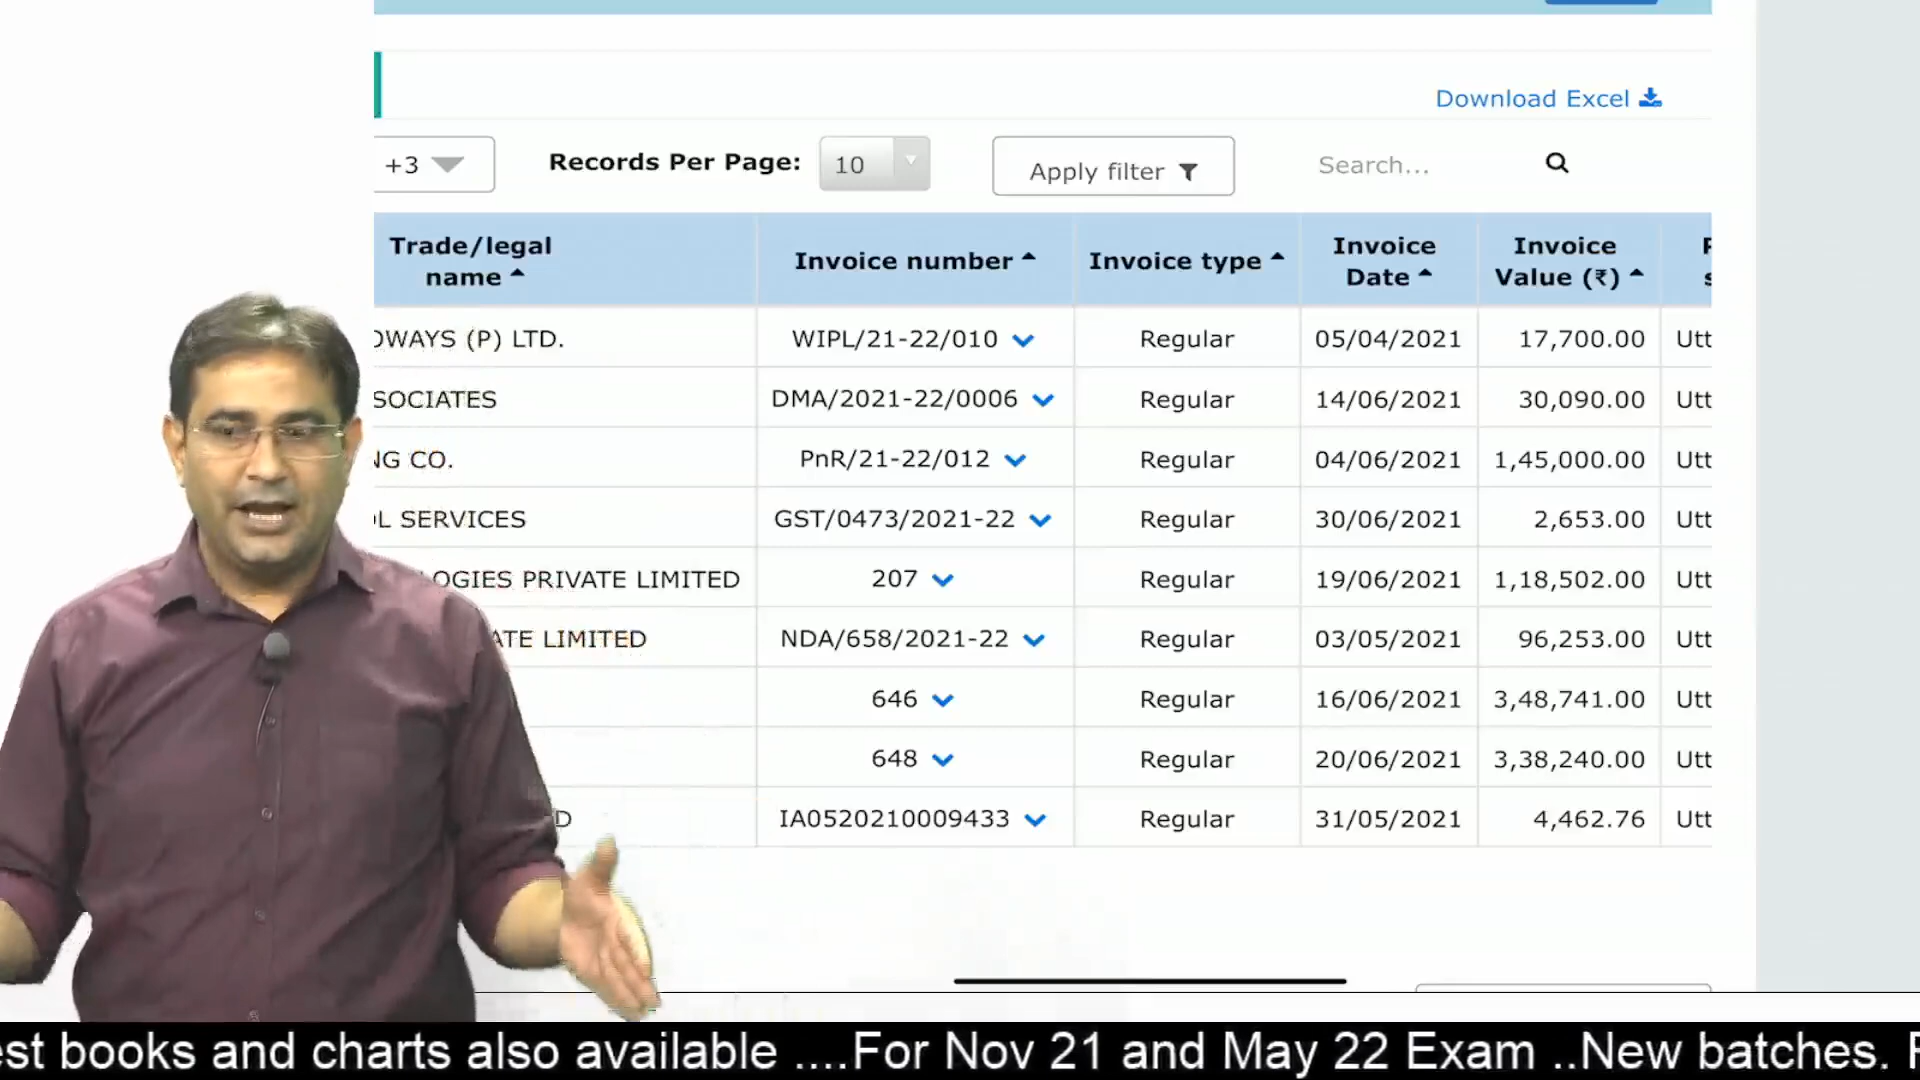 Download Excel
+3 Records Per Page: 10 Apply filter Search...
Trade/legal name Invoice number Invoice type Invoice Date Invoice Value (₹)
OWAYS (P) LTD. WIPL/21-22/010 Regular 05/04/2021 17,700.00 Utt
SOCIATES DMA/2021-22/0006 Regular 14/06/2021 30,090.00 Utt
NG CO. PnR/21-22/012 Regular 04/06/2021 1,45,000.00 Utt
OL SERVICES GST/0473/2021-22 Regular 30/06/2021 2,653.00 Utt
LOGIES PRIVATE LIMITED 207 Regular 19/06/2021 1,18,502.00 Utt
ATE LIMITED NDA/658/2021-22 Regular 03/05/2021 96,253.00 Utt
646 Regular 16/06/2021 3,48,741.00 Utt
648 Regular 20/06/2021 3,38,240.00 Utt
D IA0520210009433 Regular 31/05/2021 4,462.76 Utt
est books and charts also available ....For Nov 21 and May 22 Exam ..New batches.